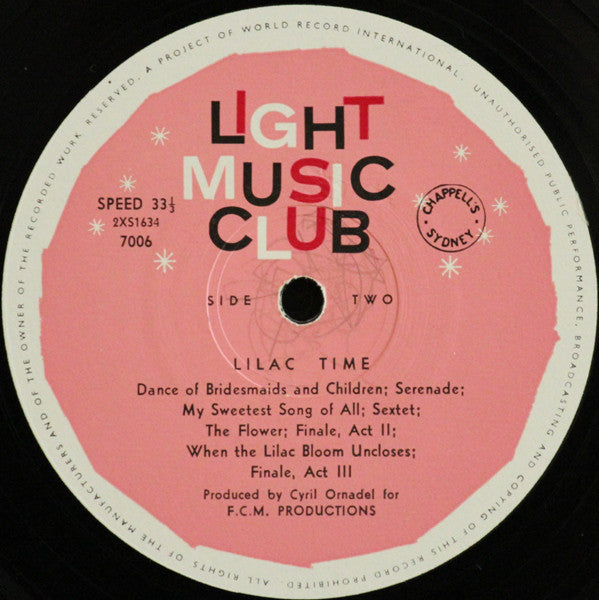 A PROJECT OF WORLD RECORD INTERNATIONAL. UNAUTHORISED PUBLIC PERFORMANCE, BROADCASTING AND COPYING OF THIS RECORD PROHIBITED. ALL RIGHTS OF THE MANUFACTURERS AND OF THE OWNER OF THE RECORDED WORK RESERVED.
LIGHT
MUSIC
CLUB
SPEED 33⅓
2XS1634
7006
CHAPPELL'S
SYDNEY
SIDE TWO
LILAC TIME
Dance of Bridesmaids and Children; Serenade;
My Sweetest Song of All; Sextet;
The Flower; Finale, Act II;
When the Lilac Bloom Uncloses;
Finale, Act III
Produced by Cyril Ornadel for
F.C.M. PRODUCTIONS